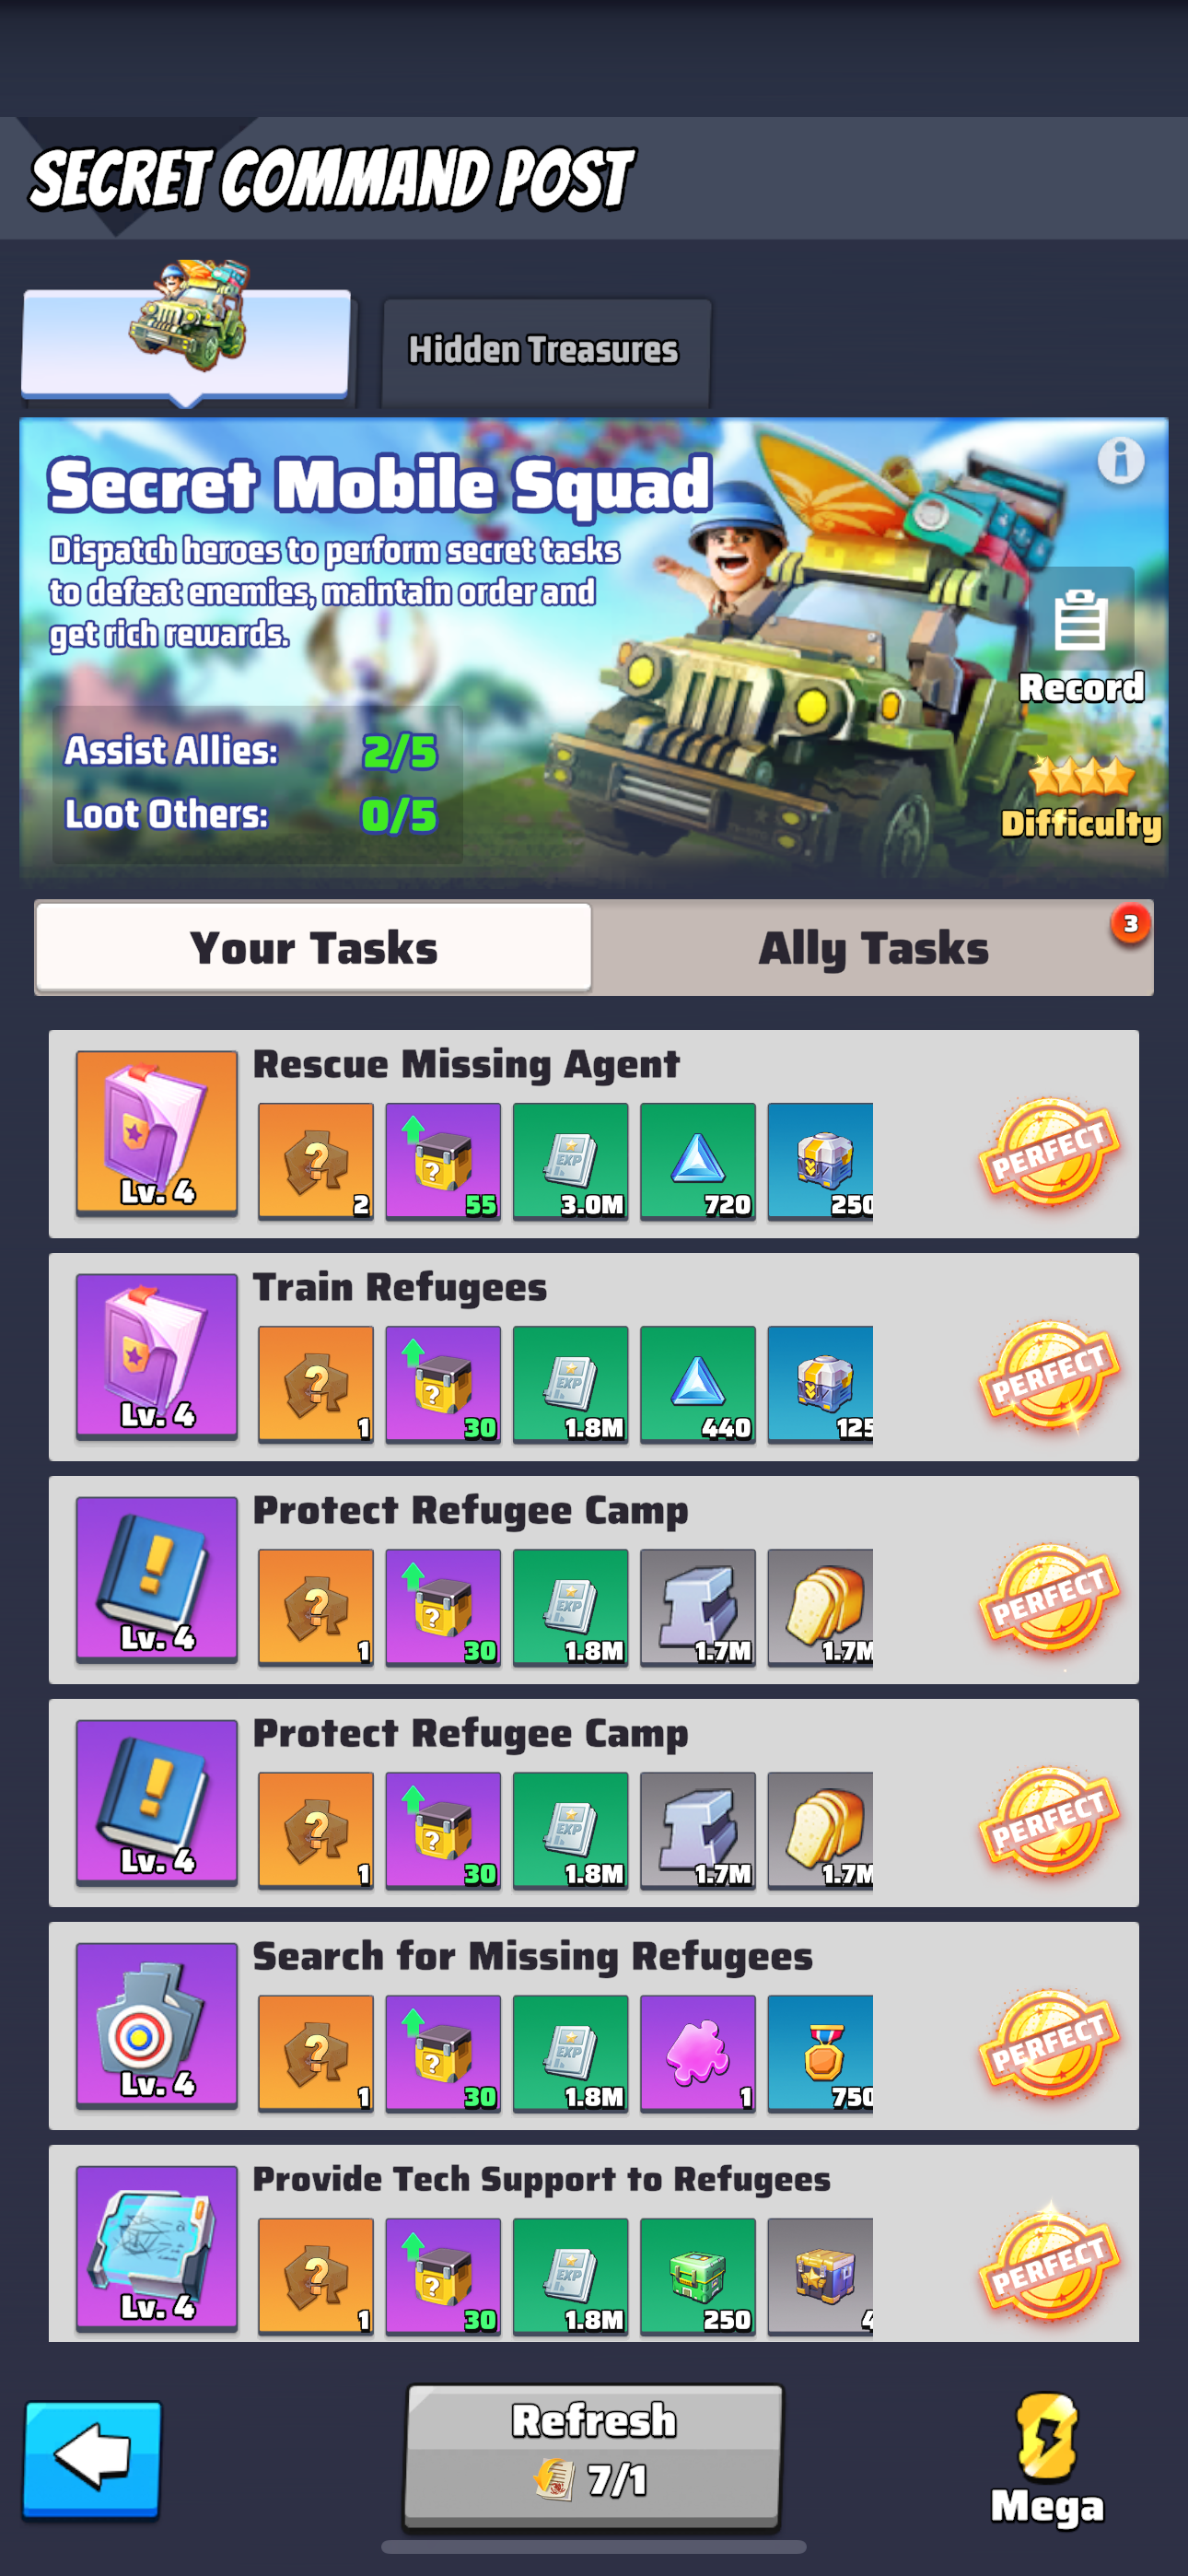 SECRET COMMAND POST
Hidden Treasures
Secret Mobile Squad
Dispatch heroes to perform secret tasks
to defeat enemies, maintain order and
get rich rewards.
Record
Assist Allies: 2/5
Loot Others: 0/5
Difficulty
Your Tasks
Ally Tasks
3
Rescue Missing Agent
Lv. 4
?
2
?
55
EXP
3.0M
720
250
PERFECT
Train Refugees
Lv. 4
?
1
?
30
EXP
1.8M
440
125
PERFECT
Protect Refugee Camp
!
Lv. 4
?
1
?
30
EXP
1.8M
1.7M
1.7M
PERFECT
Protect Refugee Camp
!
Lv. 4
?
1
?
30
EXP
1.8M
1.7M
1.7M
PERFECT
Search for Missing Refugees
Lv. 4
?
1
?
30
EXP
1.8M
1
750
PERFECT
Provide Tech Support to Refugees
Lv. 4
?
1
?
30
EXP
1.8M
250
4
PERFECT
Refresh
7/1
Mega